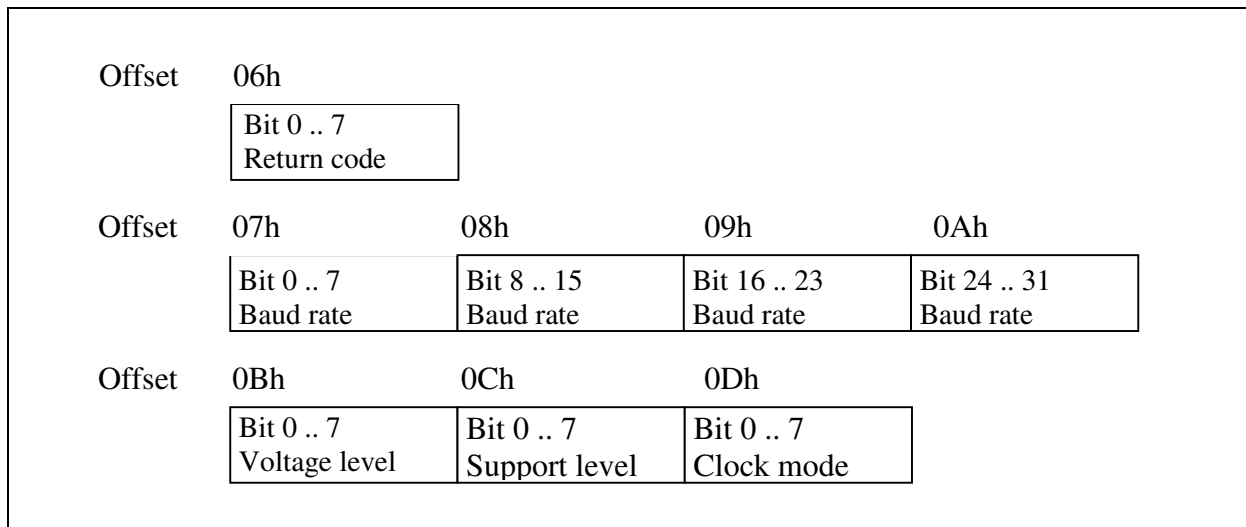 Offset 06h
Bit 0 .. 7
Return code
Offset 07h 08h 09h 0Ah
Bit 0 .. 7 Bit 8 .. 15 Bit 16 .. 23 Bit 24 .. 31
Baud rate Baud rate Baud rate Baud rate
Offset 0Bh 0Ch 0Dh
Bit 0 .. 7 Bit 0 .. 7 Bit 0 .. 7
Voltage level Support level Clock mode